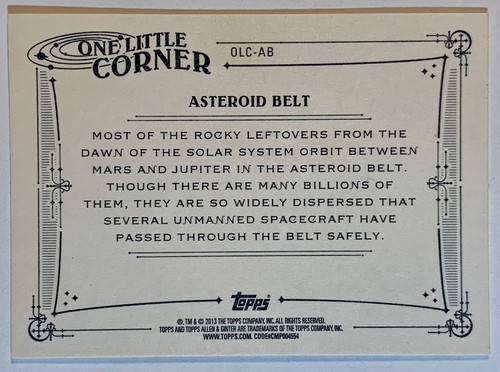 ONE LITTLE
CORNER
OLC-AB
ASTEROID BELT
MOST OF THE ROCKY LEFTOVERS FROM THE
DAWN OF THE SOLAR SYSTEM ORBIT BETWEEN
MARS AND JUPITER IN THE ASTEROID BELT.
THOUGH THERE ARE MANY BILLIONS OF
THEM, THEY ARE SO WIDELY DISPERSED THAT
SEVERAL UNMANNED SPACECRAFT HAVE
PASSED THROUGH THE BELT SAFELY.
Topps
®, TM & © 2013 THE TOPPS COMPANY, INC. ALL RIGHTS RESERVED.
TOPPS AND TOPPS ALLEN & GINTER ARE TRADEMARKS OF THE TOPPS COMPANY, INC.
WWW.TOPPS.COM. CODE#CMP004554